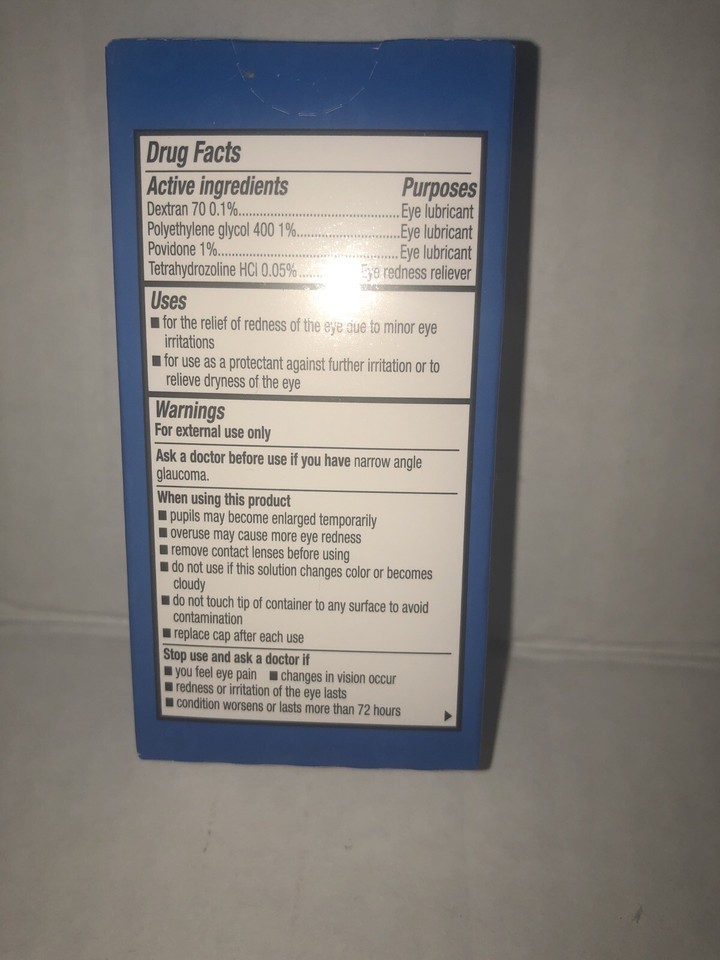 Drug Facts
Active ingredients Purposes
Dextran 70 0.1%..........................................Eye lubricant
Polyethylene glycol 400 1%..........................Eye lubricant
Povidone 1%..............................................Eye lubricant
Tetrahydrozoline HCl 0.05%....... Eye redness reliever
Uses
■ for the relief of redness of the eye due to minor eye
irritations
■ for use as a protectant against further irritation or to
relieve dryness of the eye
Warnings
For external use only
Ask a doctor before use if you have narrow angle
glaucoma.
When using this product
■ pupils may become enlarged temporarily
■ overuse may cause more eye redness
■ remove contact lenses before using
■ do not use if this solution changes color or becomes
cloudy
■ do not touch tip of container to any surface to avoid
contamination
■ replace cap after each use
Stop use and ask a doctor if
■ you feel eye pain ■ changes in vision occur
■ redness or irritation of the eye lasts
■ condition worsens or lasts more than 72 hours